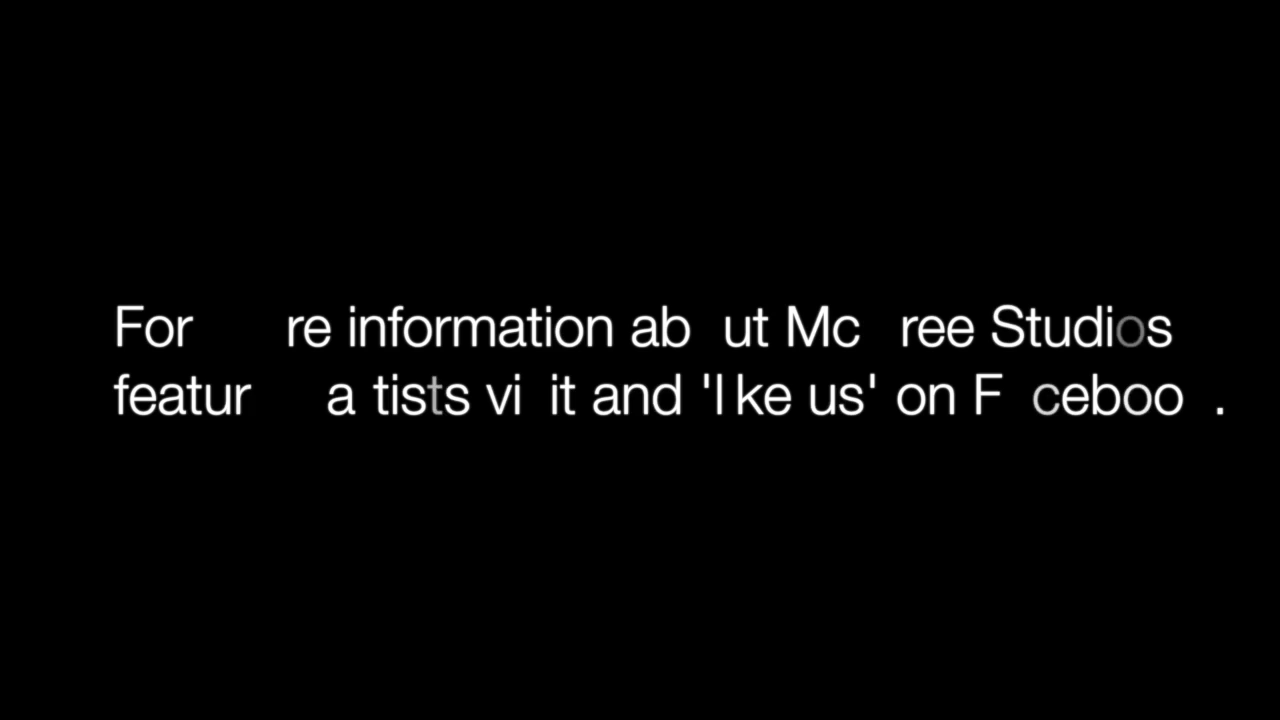 For re information ab ut Mc ree Studios
featur a tists vi it and 'l ke us' on F ceboo .